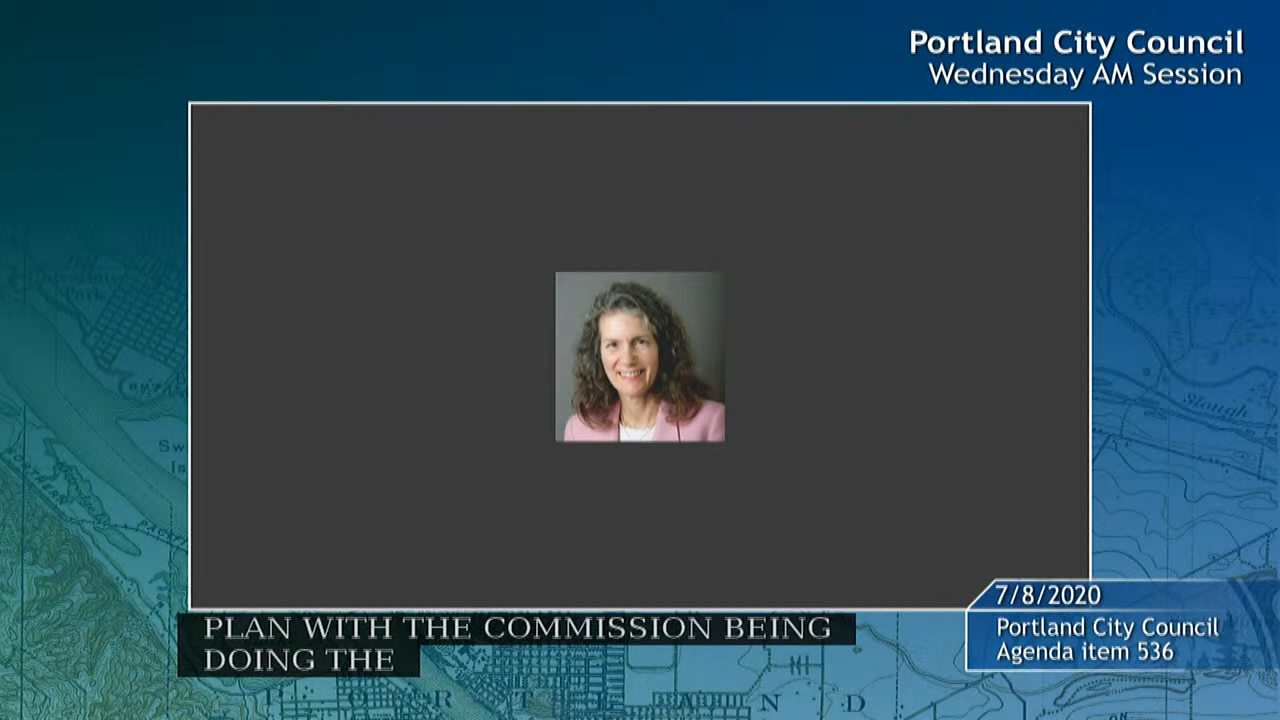 Portland City Council
Wednesday AM Session
Slough
7/8/2020
Portland City Council
Agenda item 536
PLAN WITH THE COMMISSION BEING
DOING THE
P O R T L A N D